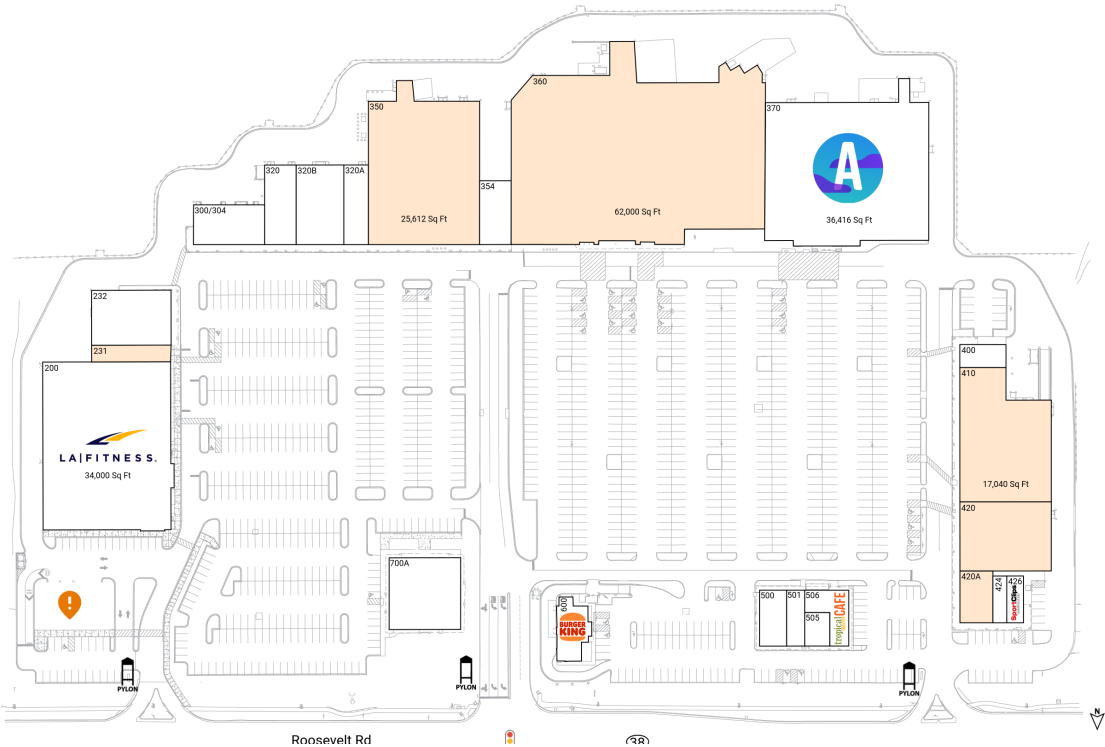 360
350
370
A
320
320B
320A
354
300/304
25,612 Sq Ft
62,000 Sq Ft
36,416 Sq Ft
232
231
200
LA|FITNESS.
34,000 Sq Ft
400
410
17,040 Sq Ft
420
420A
424
426
SportClips
700A
600
BURGER
KING
500
501
506
505
tropical CAFE
!
PYLON
PYLON
PYLON
N
Roosevelt Rd
38